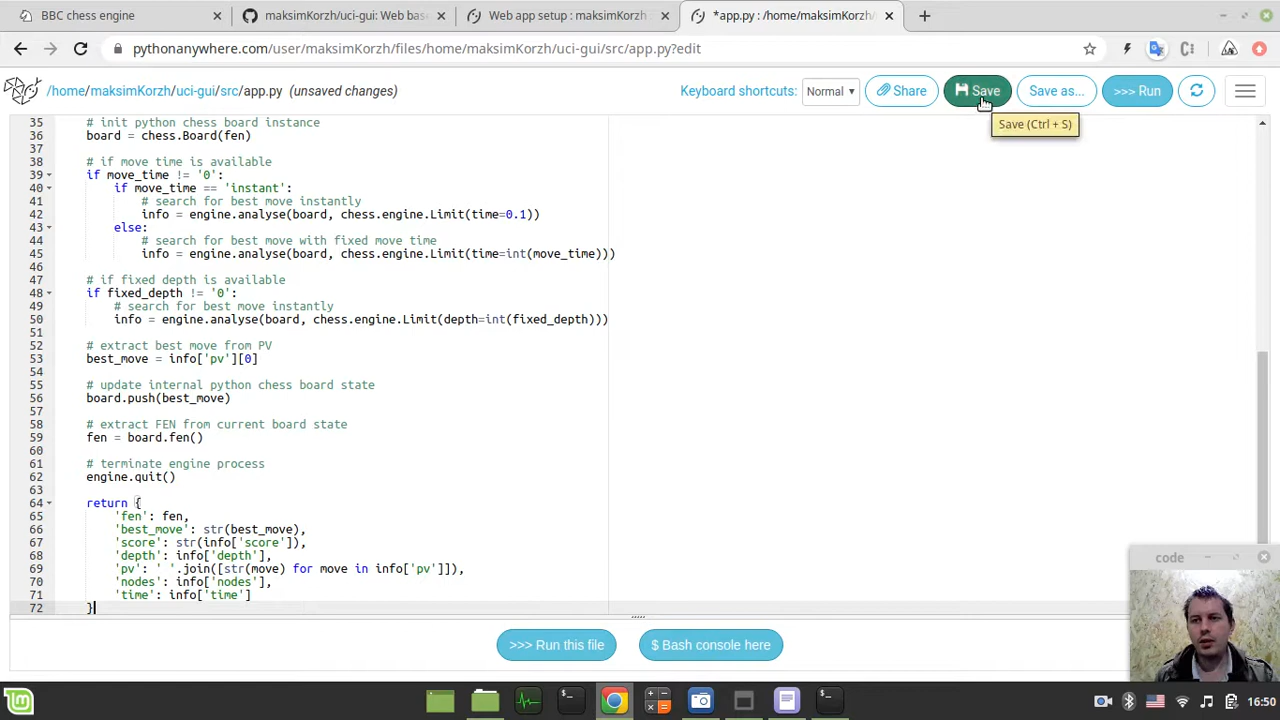 BBC chess engine
maksimKorzh/uci-gui: Web base
Web app setup : maksimKorzh
*app.py : /home/maksimKorzh/
pythonanywhere.com/user/maksimKorzh/files/home/maksimKorzh/uci-gui/src/app.py?edit
/home/maksimKorzh/uci-gui/src/app.py (unsaved changes)
Keyboard shortcuts: Normal
Share
Save
Save as...
>>> Run
Save (Ctrl + S)
35 # init python chess board instance
36 board = chess.Board(fen)
37
38 # if move time is available
39 if move_time != '0':
40 if move_time == 'instant':
41 # search for best move instantly
42 info = engine.analyse(board, chess.engine.Limit(time=0.1))
43 else:
44 # search for best move with fixed move time
45 info = engine.analyse(board, chess.engine.Limit(time=int(move_time)))
46
47 # if fixed depth is available
48 if fixed_depth != '0':
49 # search for best move instantly
50 info = engine.analyse(board, chess.engine.Limit(depth=int(fixed_depth)))
51
52 # extract best move from PV
53 best_move = info['pv'][0]
54
55 # update internal python chess board state
56 board.push(best_move)
57
58 # extract FEN from current board state
59 fen = board.fen()
60
61 # terminate engine process
62 engine.quit()
63
64 return {
65 'fen': fen,
66 'best_move': str(best_move),
67 'score': str(info['score']),
68 'depth': info['depth'],
69 'pv': ' '.join([str(move) for move in info['pv']]),
70 'nodes': info['nodes'],
71 'time': info['time']
72 }
code
>>> Run this file
$ Bash console here
16:50